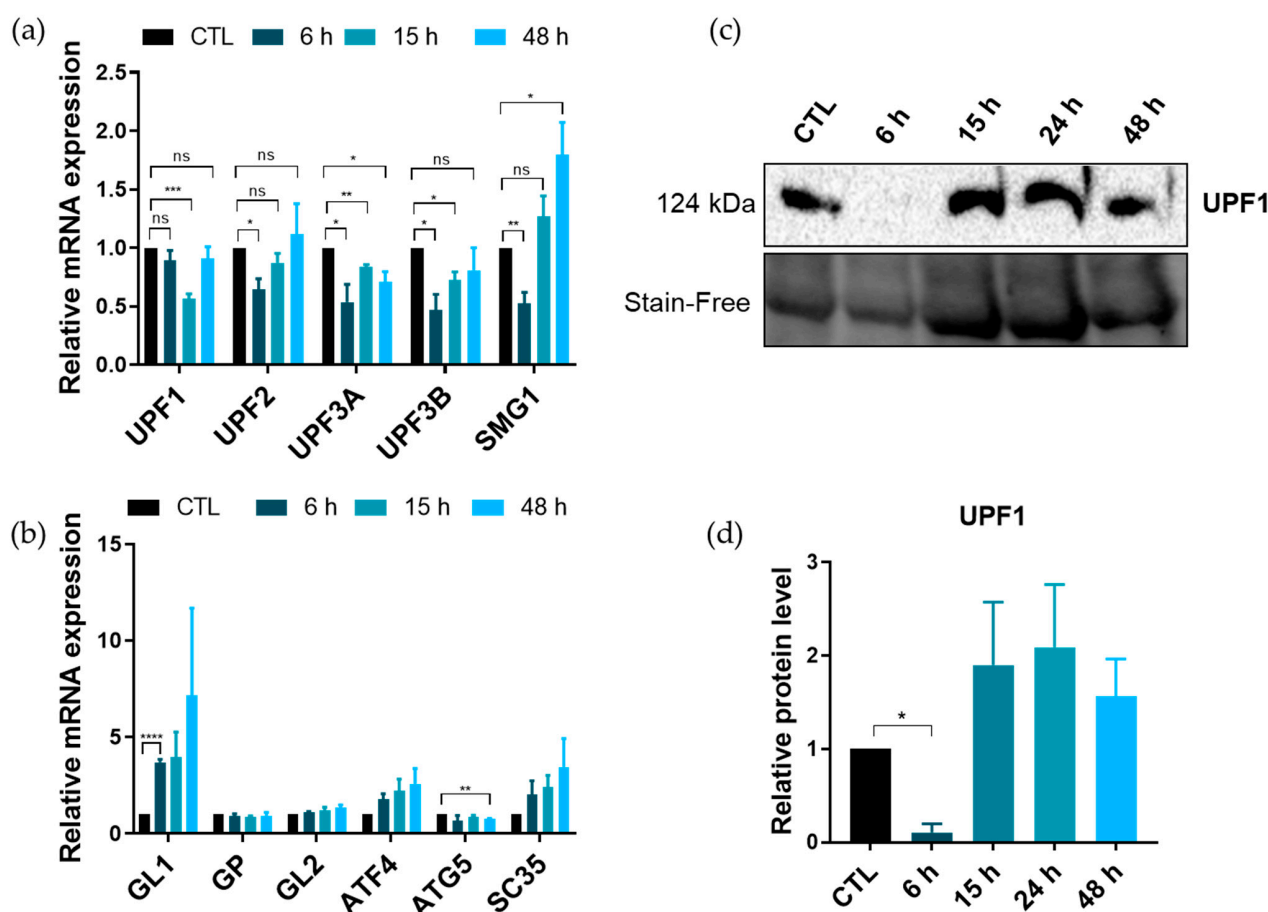 (a)
CTL 6 h 15 h 48 h
Relative mRNA expression
2.5
2.0
1.5
1.0
0.5
0.0
ns *** ns
ns ns *
* ** *
ns * *
* ns **
UPF1 UPF2 UPF3A UPF3B SMG1
(b)
CTL 6 h 15 h 48 h
Relative mRNA expression
15
10
5
0
**** **
GL1 GP GL2 ATF4 ATG5 SC35
(c)
CTL 6 h 15 h 24 h 48 h
124 kDa UPF1
Stain-Free
(d)
UPF1
Relative protein level
3
2
1
0
*
CTL 6 h 15 h 24 h 48 h